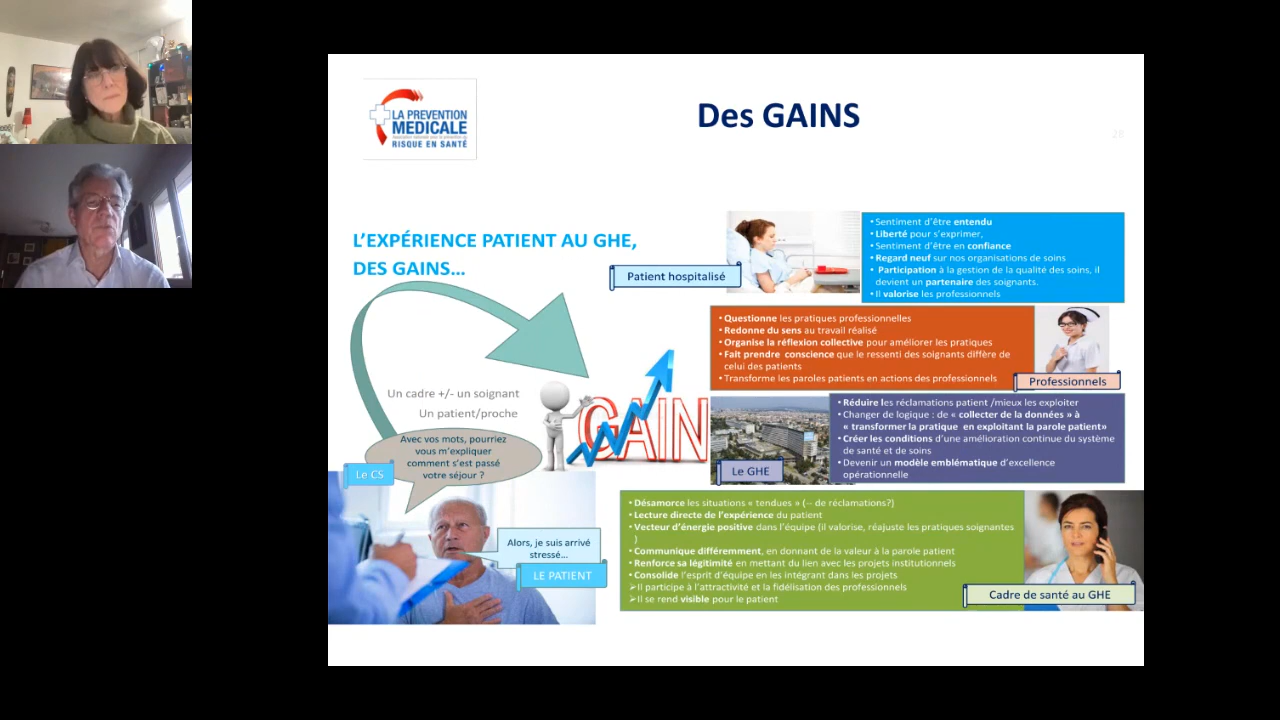 LA PREVENTION
MEDICALE
RISQUE EN SANTÉ
Des GAINS
28
L'EXPÉRIENCE PATIENT AU GHE,
DES GAINS...
Patient hospitalisé
• Sentiment d'être entendu
• Liberté pour s'exprimer,
• Sentiment d'être en confiance
• Regard neuf sur nos organisations de soins
• Participation à la gestion de la qualité des soins, il
devient un partenaire des soignants.
• Il valorise les professionnels
• Questionne les pratiques professionnelles
• Redonne du sens au travail réalisé
• Organise la réflexion collective pour améliorer les pratiques
• Fait prendre conscience que le ressenti des soignants diffère de
celui des patients
• Transforme les paroles patients en actions des professionnels
Professionnels
Un cadre +/- un soignant
Un patient/proche
GAIN
• Réduire les réclamations patient /mieux les exploiter
• Changer de logique : de « collecter de la données » à
« transformer la pratique en exploitant la parole patient»
• Créer les conditions d'une amélioration continue du système
de santé et de soins
• Devenir un modèle emblématique d'excellence
opérationnelle
Le GHE
Avec vos mots, pourriez
vous m'expliquer
comment s'est passé
votre séjour ?
Le CS
Alors, je suis arrivé
stressé...
LE PATIENT
• Désamorce les situations « tendues » (-- de réclamations?)
• Lecture directe de l'expérience du patient
• Vecteur d'énergie positive dans l'équipe (il valorise, réajuste les pratiques soignantes
)
• Communique différemment, en donnant de la valeur à la parole patient
• Renforce sa légitimité en mettant du lien avec les projets institutionnels
• Consolide l'esprit d'équipe en les intégrant dans les projets
➢Il participe à l'attractivité et la fidélisation des professionnels
➢Il se rend visible pour le patient
Cadre de santé au GHE